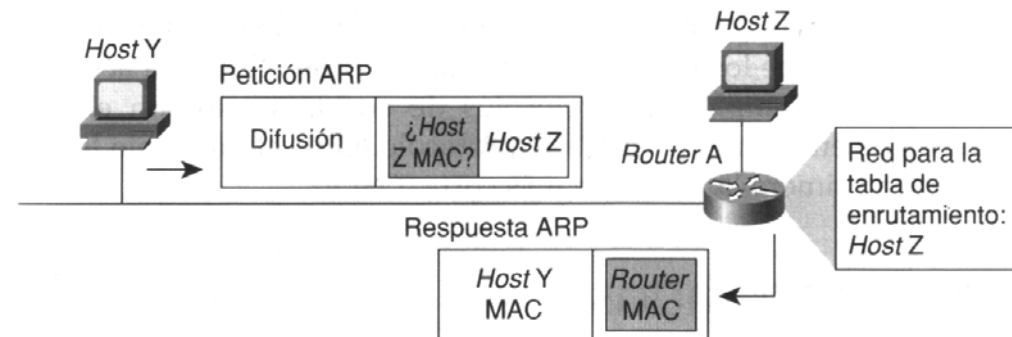 Host Y
Petición ARP
Difusión
¿Host
Z MAC?
Host Z
Host Z
Router A
Red para la
tabla de
enrutamiento:
Host Z
Respuesta ARP
Host Y
MAC
Router
MAC